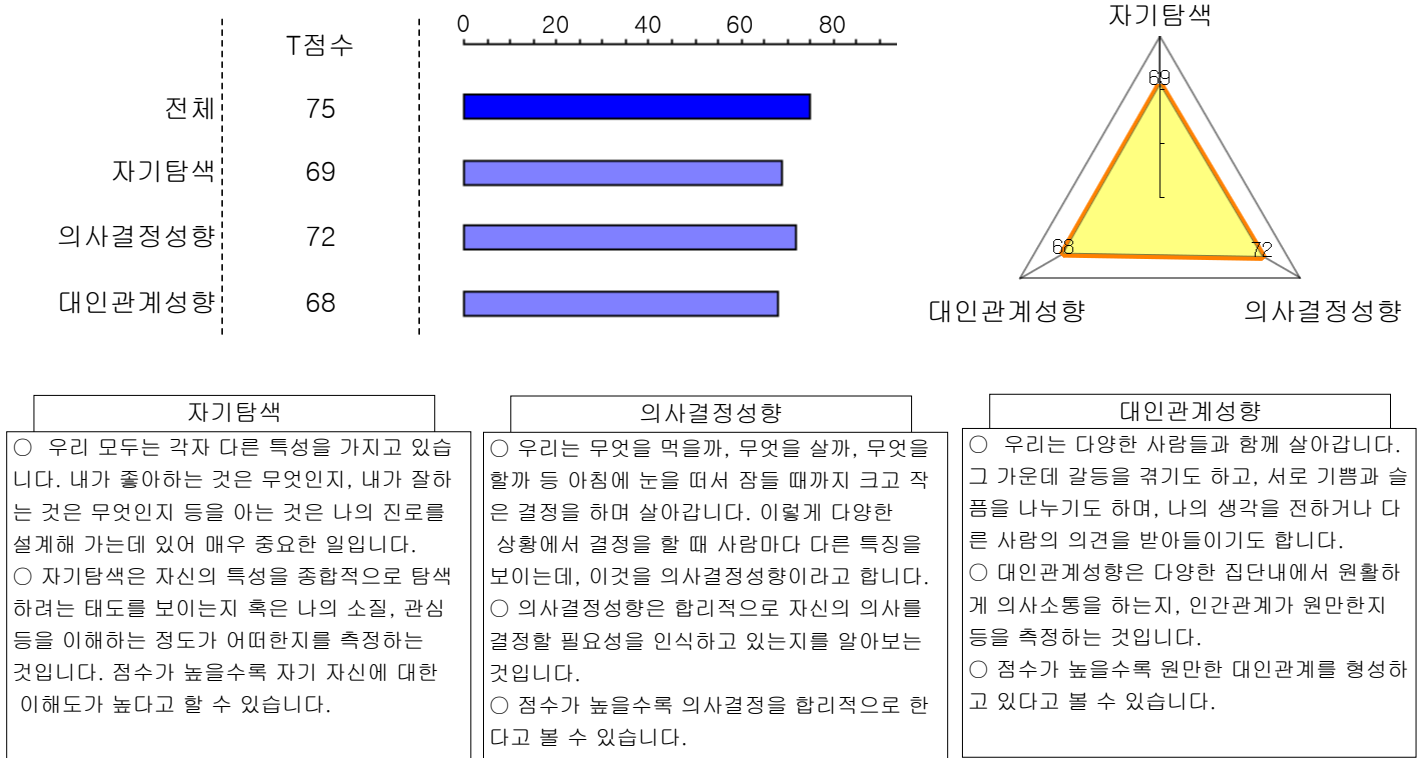 T점수
0 20 40 60 80
전체 75
자기탐색 69
의사결정성향 72
대인관계성향 68
자기탐색
69
68
72
대인관계성향
의사결정성향
자기탐색
○ 우리 모두는 각자 다른 특성을 가지고 있습
니다. 내가 좋아하는 것은 무엇인지, 내가 잘하
는 것은 무엇인지 등을 아는 것은 나의 진로를
설계해 가는데 있어 매우 중요한 일입니다.
○ 자기탐색은 자신의 특성을 종합적으로 탐색
하려는 태도를 보이는지 혹은 나의 소질, 관심
등을 이해하는 정도가 어떠한지를 측정하는
것입니다. 점수가 높을수록 자기 자신에 대한
이해도가 높다고 할 수 있습니다.
의사결정성향
○ 우리는 무엇을 먹을까, 무엇을 살까, 무엇을
할까 등 아침에 눈을 떠서 잠들 때까지 크고 작
은 결정을 하며 살아갑니다. 이렇게 다양한
상황에서 결정을 할 때 사람마다 다른 특징을
보이는데, 이것을 의사결정성향이라고 합니다.
○ 의사결정성향은 합리적으로 자신의 의사를
결정할 필요성을 인식하고 있는지를 알아보는
것입니다.
○ 점수가 높을수록 의사결정을 합리적으로 한
다고 볼 수 있습니다.
대인관계성향
○ 우리는 다양한 사람들과 함께 살아갑니다.
그 가운데 갈등을 겪기도 하고, 서로 기쁨과 슬
픔을 나누기도 하며, 나의 생각을 전하거나 다
른 사람의 의견을 받아들이기도 합니다.
○ 대인관계성향은 다양한 집단내에서 원활하
게 의사소통을 하는지, 인간관계가 원만한지
등을 측정하는 것입니다.
○ 점수가 높을수록 원만한 대인관계를 형성하
고 있다고 볼 수 있습니다.